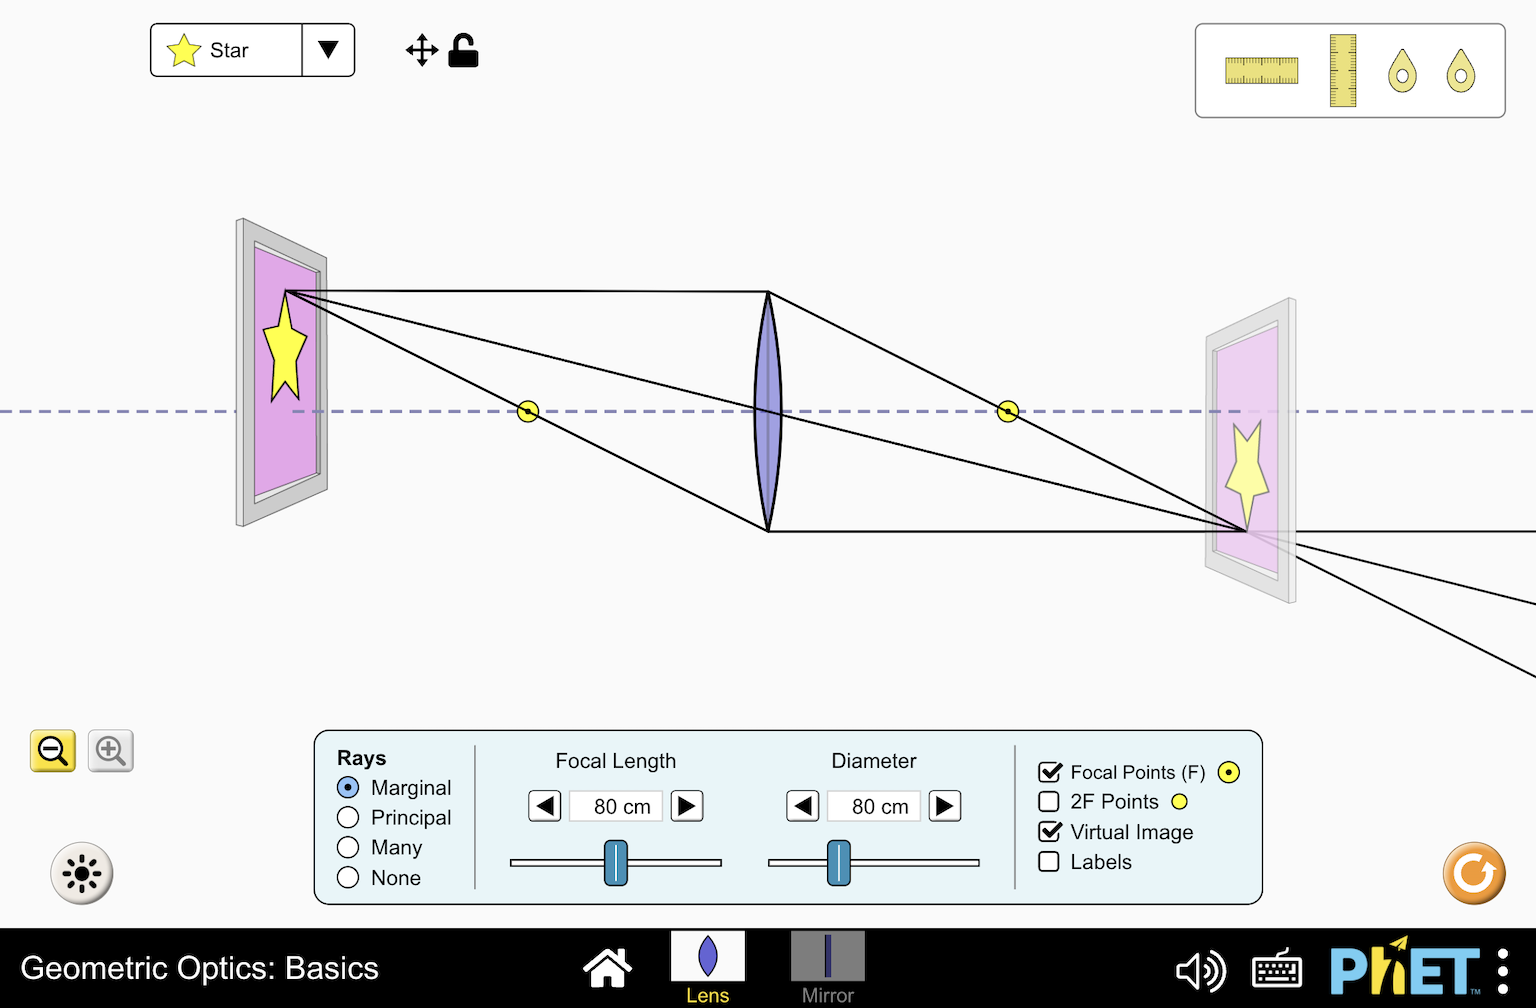 Star
Rays
Marginal
Principal
Many
None
Focal Length
80 cm
Diameter
80 cm
Focal Points (F)
2F Points
Virtual Image
Labels
Geometric Optics: Basics
Lens
Mirror
PhET™